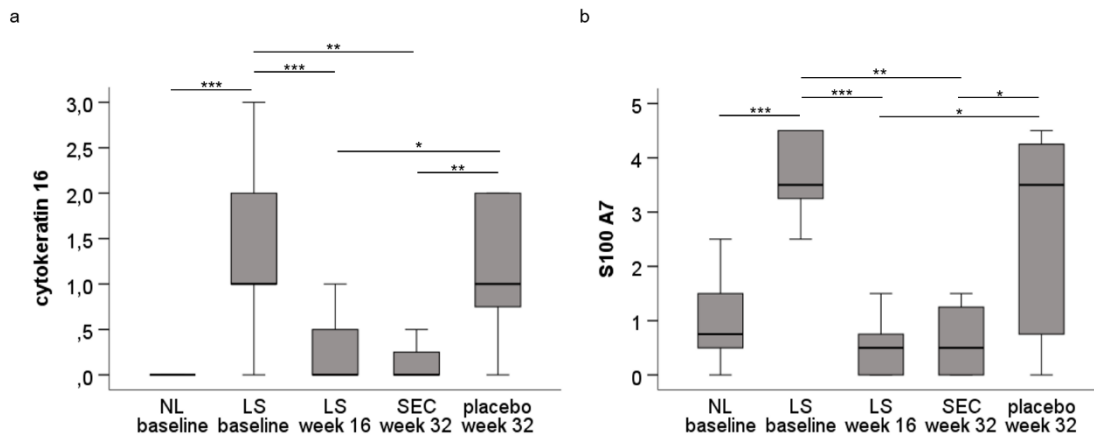 a
**
***
***
*
**
3,0
2,5
2,0
1,5
1,0
,5
,0
cytokeratin 16
NL
baseline
LS
baseline
LS
week 16
SEC
week 32
placebo
week 32
b
**
***
***
*
*
5
4
3
2
1
0
S100 A7
NL
baseline
LS
baseline
LS
week 16
SEC
week 32
placebo
week 32